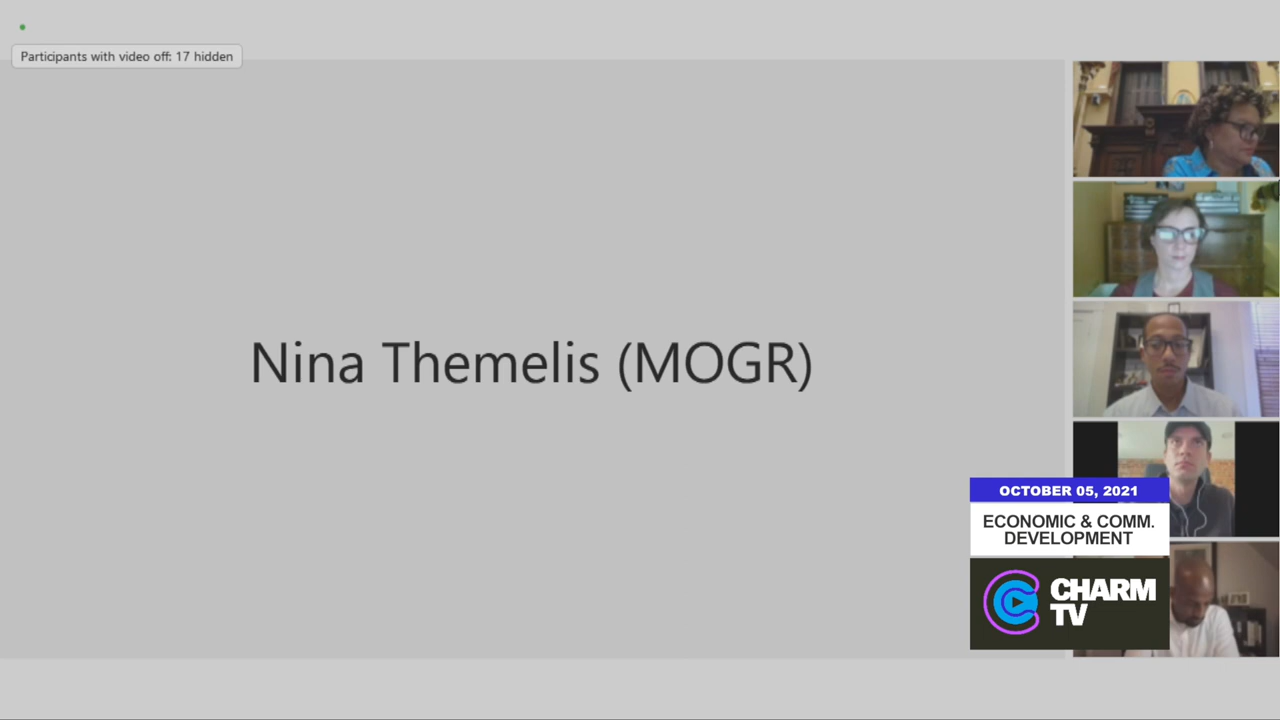 Participants with video off: 17 hidden
Nina Themelis (MOGR)
OCTOBER 05, 2021
ECONOMIC & COMM.
DEVELOPMENT
CHARM
TV